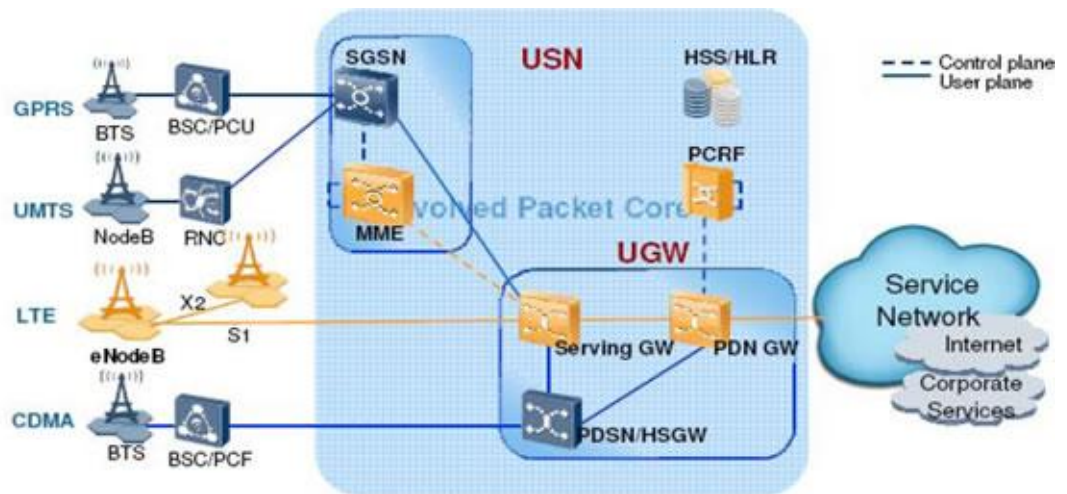 SGSN
USN
HSS/HLR
Control plane
User plane
GPRS
BTS
BSC/PCU
PCRF
UMTS
NodeB
RNC
MME
volved Packet Core
UGW
LTE
X2
S1
eNodeB
Serving GW
PDN GW
Service
Network
Internet
Corporate
Services
CDMA
BTS
BSC/PCF
PDSN/HSGW